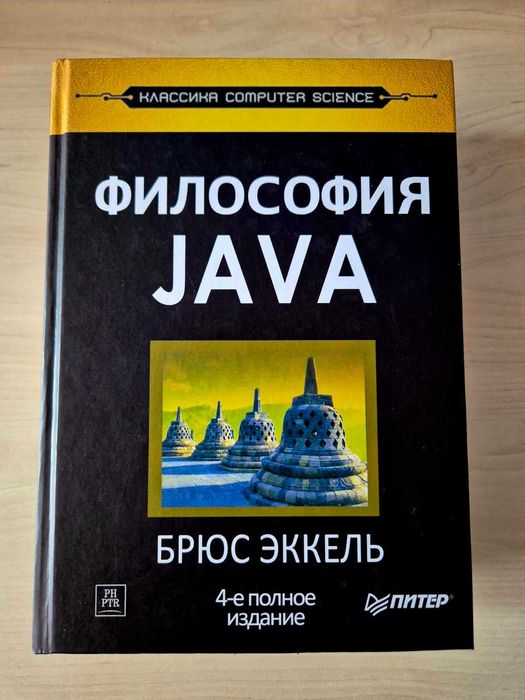 КЛАССИКА COMPUTER SCIENCE
ФИЛОСОФИЯ
JAVA
БРЮС ЭККЕЛЬ
PH
PTR
4-е полное
издание
ПИТЕР®